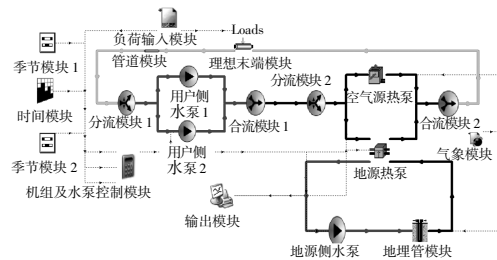 Loads
负荷输入模块
季节模块 1
管道模块
理想末端模块
分流模块 2
用户侧
水泵 1
空气源热泵
时间模块
分流模块 1
合流模块 1
合流模块 2
用户侧
水泵 2
气象模块
季节模块 2
机组及水泵控制模块
地源热泵
输出模块
地源侧水泵
地埋管模块